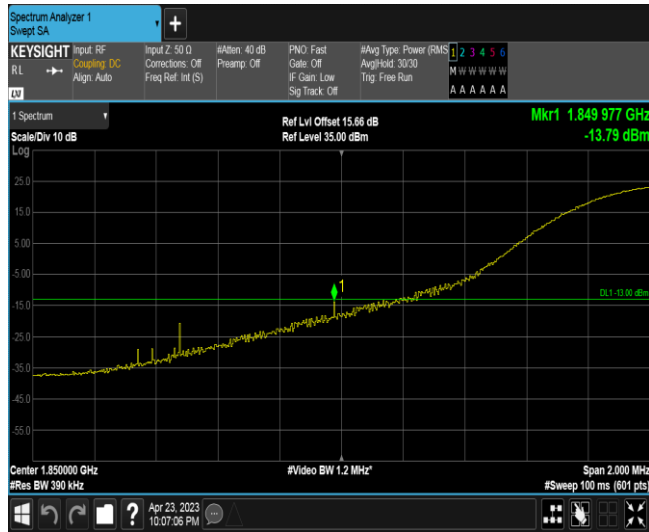 Spectrum Analyzer 1
Swept SA
+
KEYSIGHT
RL
LXI
Input: RF
Coupling: DC
Align: Auto
Input Z: 50 Ω
Corrections: Off
Freq Ref: Int (S)
#Atten: 40 dB
Preamp: Off
PNO: Fast
Gate: Off
IF Gain: Low
Sig Track: Off
#Avg Type: Power (RMS
Avg|Hold: 30/30
Trig: Free Run
1 2 3 4 5 6
M W W W W W
A A A A A A
1 Spectrum
Scale/Div 10 dB
Ref Lvl Offset 15.66 dB
Ref Level 35.00 dBm
Mkr1 1.849 977 GHz
-13.79 dBm
Log
25.0
15.0
5.00
-5.00
-15.0
-25.0
-35.0
-45.0
-55.0
1
DL1 -13.00 dBm
Center 1.850000 GHz
#Res BW 390 kHz
#Video BW 1.2 MHz*
Span 2.000 MHz
#Sweep 100 ms (601 pts)
?
Apr 23, 2023
10:07:06 PM